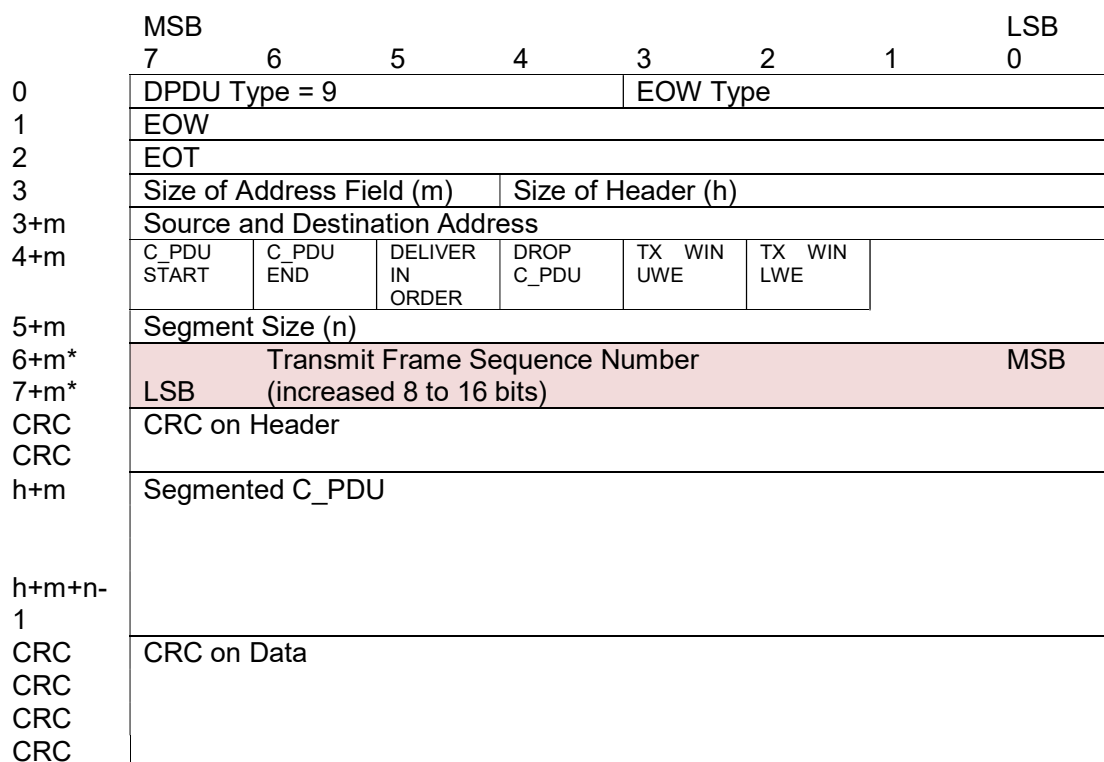 MSB LSB
7 6 5 4 3 2 1 0
0 DPDU Type = 9 EOW Type
1 EOW
2 EOT
3 Size of Address Field (m) Size of Header (h)
3+m Source and Destination Address
4+m C_PDU START C_PDU END DELIVER IN ORDER DROP C_PDU TX WIN UWE TX WIN LWE
5+m Segment Size (n)
6+m* Transmit Frame Sequence Number MSB
7+m* LSB (increased 8 to 16 bits)
CRC CRC on Header
CRC
h+m Segmented C_PDU
h+m+n-
1
CRC CRC on Data
CRC
CRC
CRC